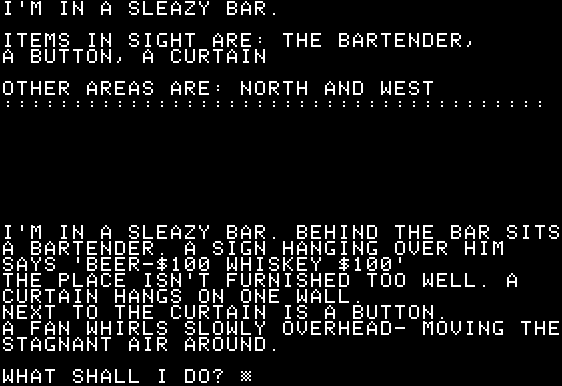 I'M IN A SLEAZY BAR.
ITEMS IN SIGHT ARE: THE BARTENDER,
A BUTTON, A CURTAIN
OTHER AREAS ARE: NORTH AND WEST
::::::::::::::::::::::::::::::::::::::
I'M IN A SLEAZY BAR. BEHIND THE BAR SITS
A BARTENDER. A SIGN HANGING OVER HIM
SAYS 'BEER-$100 WHISKEY $100'
THE PLACE ISN'T FURNISHED TOO WELL. A
CURTAIN HANGS ON ONE WALL.
NEXT TO THE CURTAIN IS A BUTTON.
A FAN WHIRLS SLOWLY OVERHEAD- MOVING THE
STAGNANT AIR AROUND.
WHAT SHALL I DO?